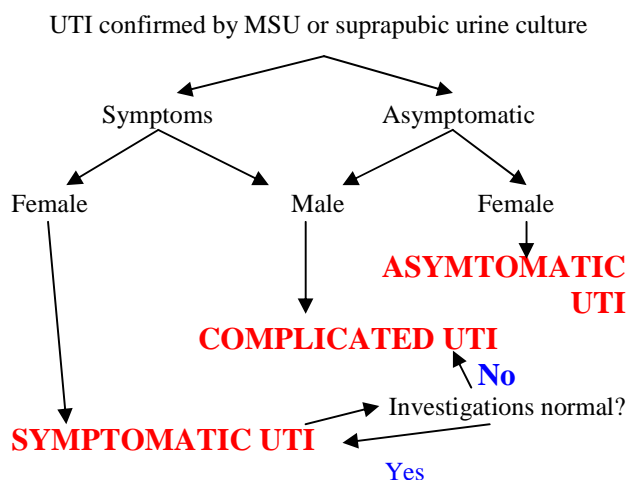 UTI confirmed by MSU or suprapubic urine culture
Symptoms
Asymptomatic
Female
Male
Female
ASYMTOMATIC
UTI
COMPLICATED UTI
No
Investigations normal?
SYMPTOMATIC UTI
Yes